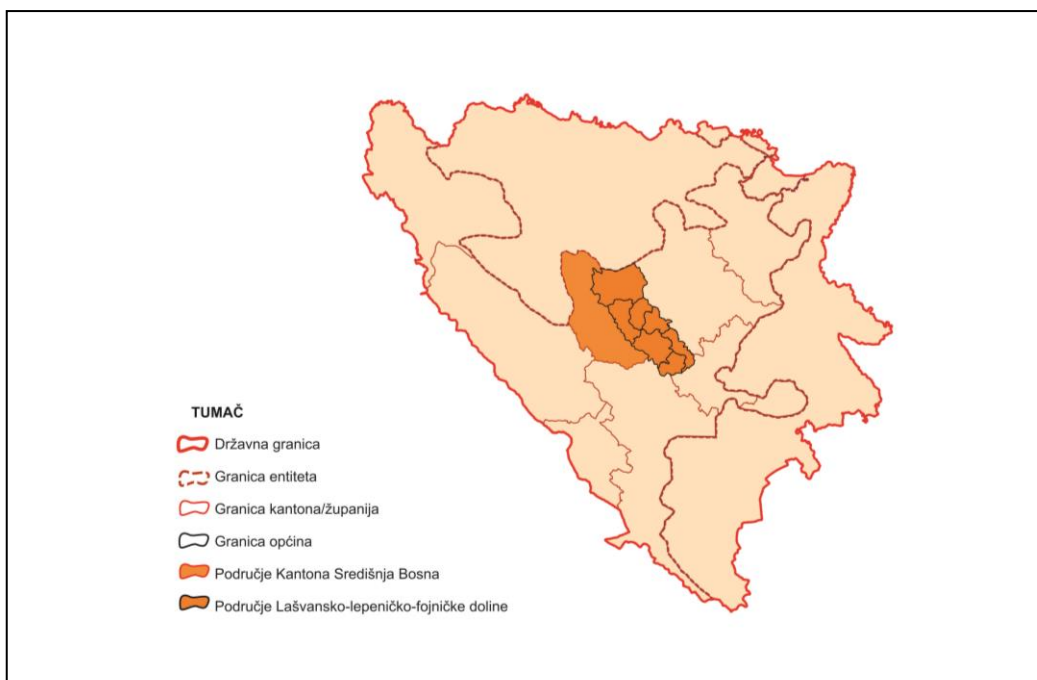 TUMAČ
Državna granica
Granica entiteta
Granica kantona/županija
Granica općina
Područje Kantona Središnja Bosna
Područje Lašvansko-lepeničko-fojničke doline